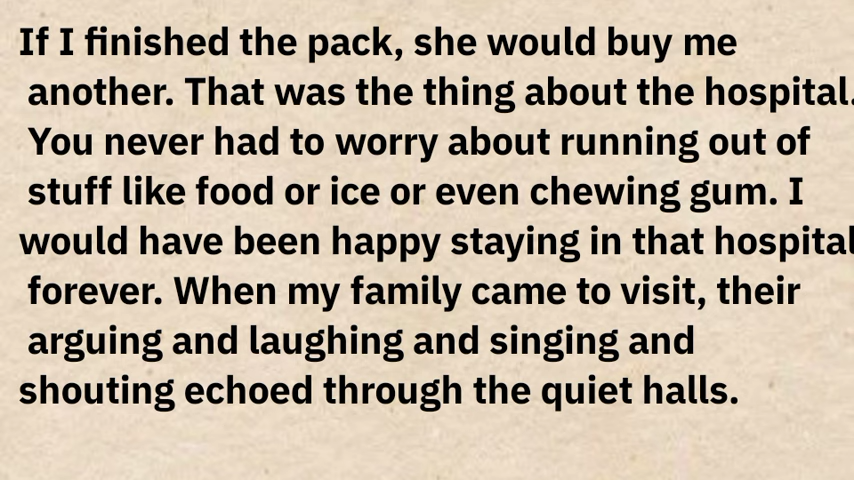 If I finished the pack, she would buy me
another. That was the thing about the hospital.
You never had to worry about running out of
stuff like food or ice or even chewing gum. I
would have been happy staying in that hospital
forever. When my family came to visit, their
arguing and laughing and singing and
shouting echoed through the quiet halls.